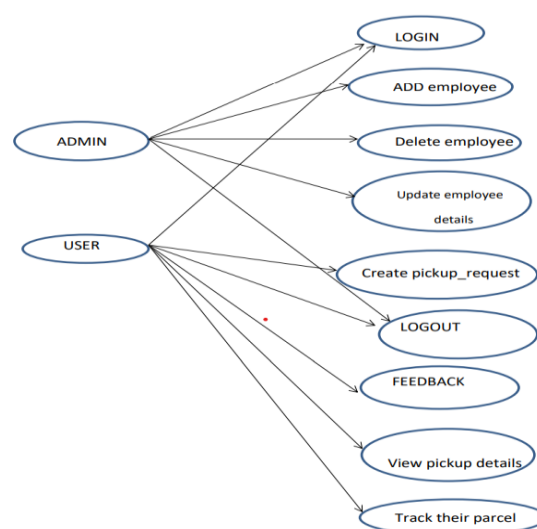 LOGIN
ADD employee
ADMIN
Delete employee
Update employee
details
USER
Create pickup_request
LOGOUT
FEEDBACK
View pickup details
Track their parcel